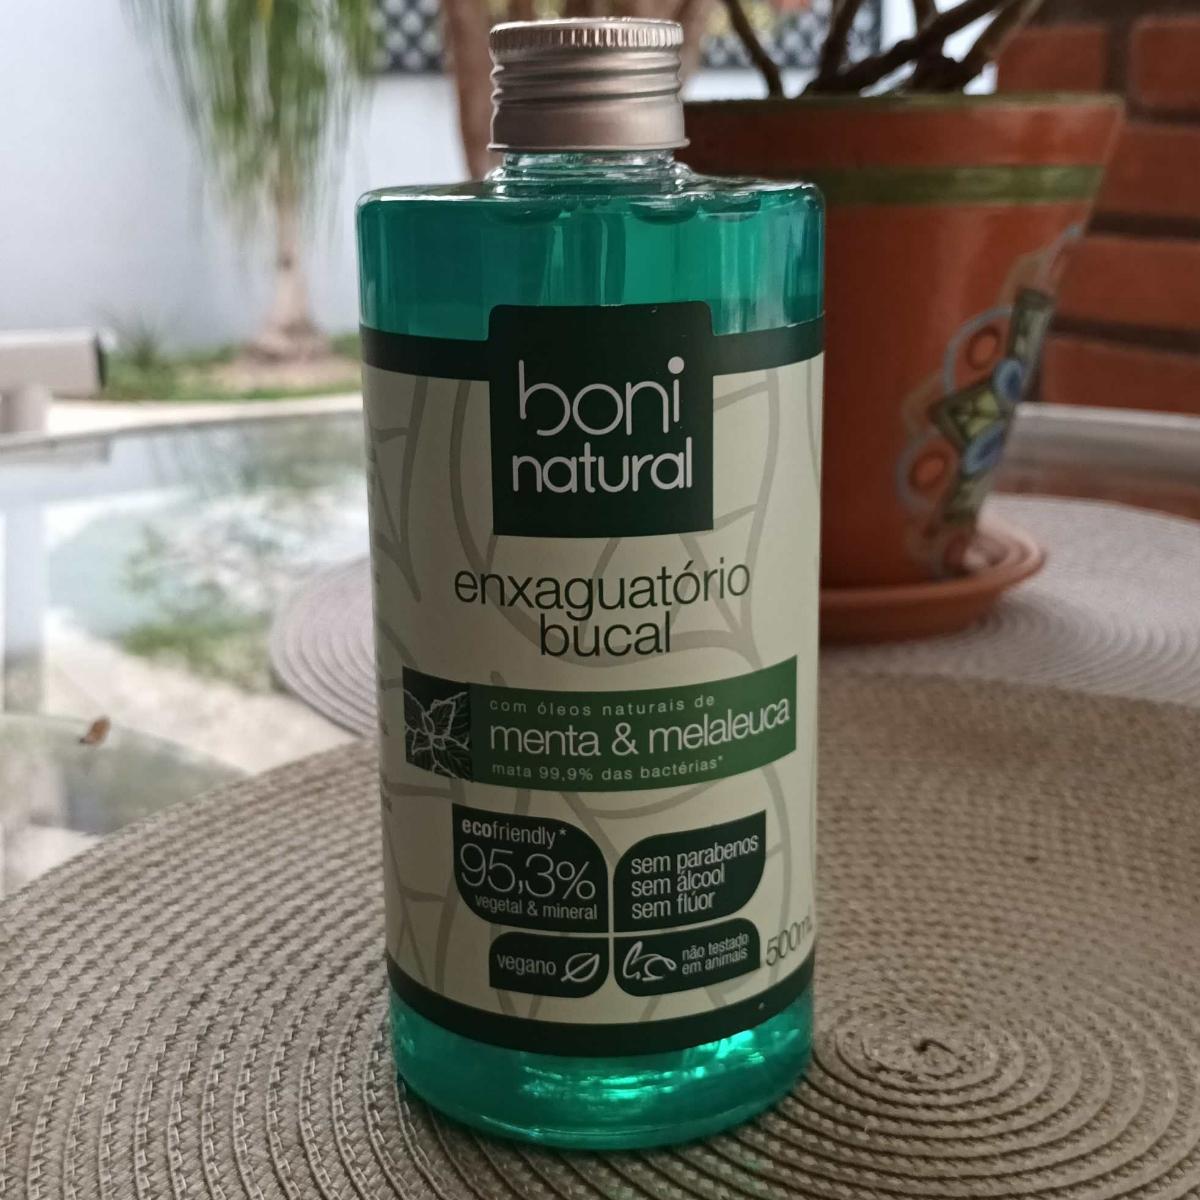 boni
natural
enxaguatório
bucal
com óleos naturais de
menta & melaleuca
mata 99,9% das bactérias*
ecofriendly*
95,3%
vegetal & mineral
sem parabenos
sem álcool
sem flúor
vegano
não testado
em animais
500mL